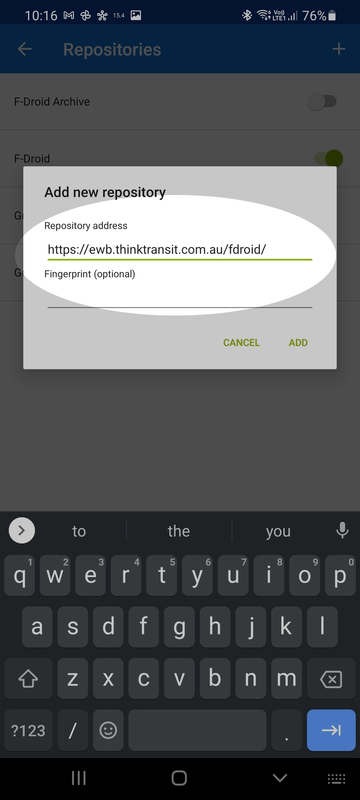 10:16 15.4 Vo) LTE1 76%
Repositories
F-Droid Archive
F-Droid
Add new repository
Repository address
https://ewb.thinktransit.com.au/fdroid/
Fingerprint (optional)
CANCEL ADD
to the you
1 2 3 4 5 6 7 8 9 0
q w e r t y u i o p
a s d f g h j k l
z x c v b n m
?123 / .